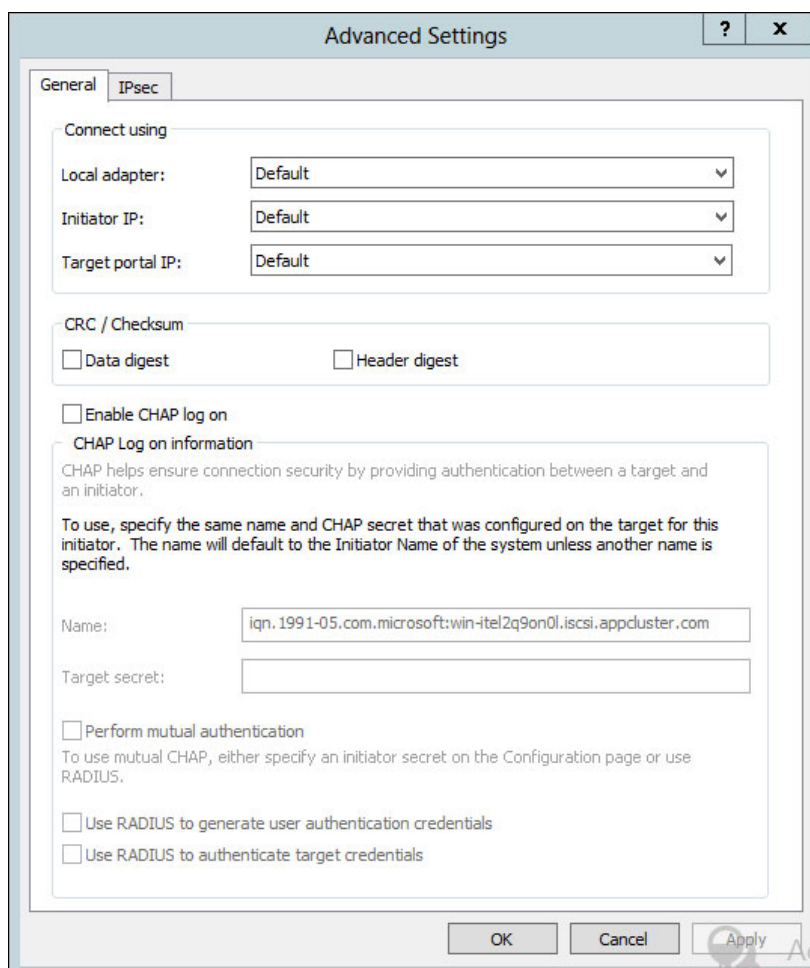 Advanced Settings
?
x
General
IPsec
Connect using
Local adapter:
Default
Initiator IP:
Default
Target portal IP:
Default
CRC / Checksum
Data digest
Header digest
Enable CHAP log on
CHAP Log on information
CHAP helps ensure connection security by providing authentication between a target and
an initiator.
To use, specify the same name and CHAP secret that was configured on the target for this
initiator. The name will default to the Initiator Name of the system unless another name is
specified.
Name:
iqn.1991-05.com.microsoft:win-itel2q9on0l.iscsi.appcluster.com
Target secret:
Perform mutual authentication
To use mutual CHAP, either specify an initiator secret on the Configuration page or use
RADIUS.
Use RADIUS to generate user authentication credentials
Use RADIUS to authenticate target credentials
OK
Cancel
Apply